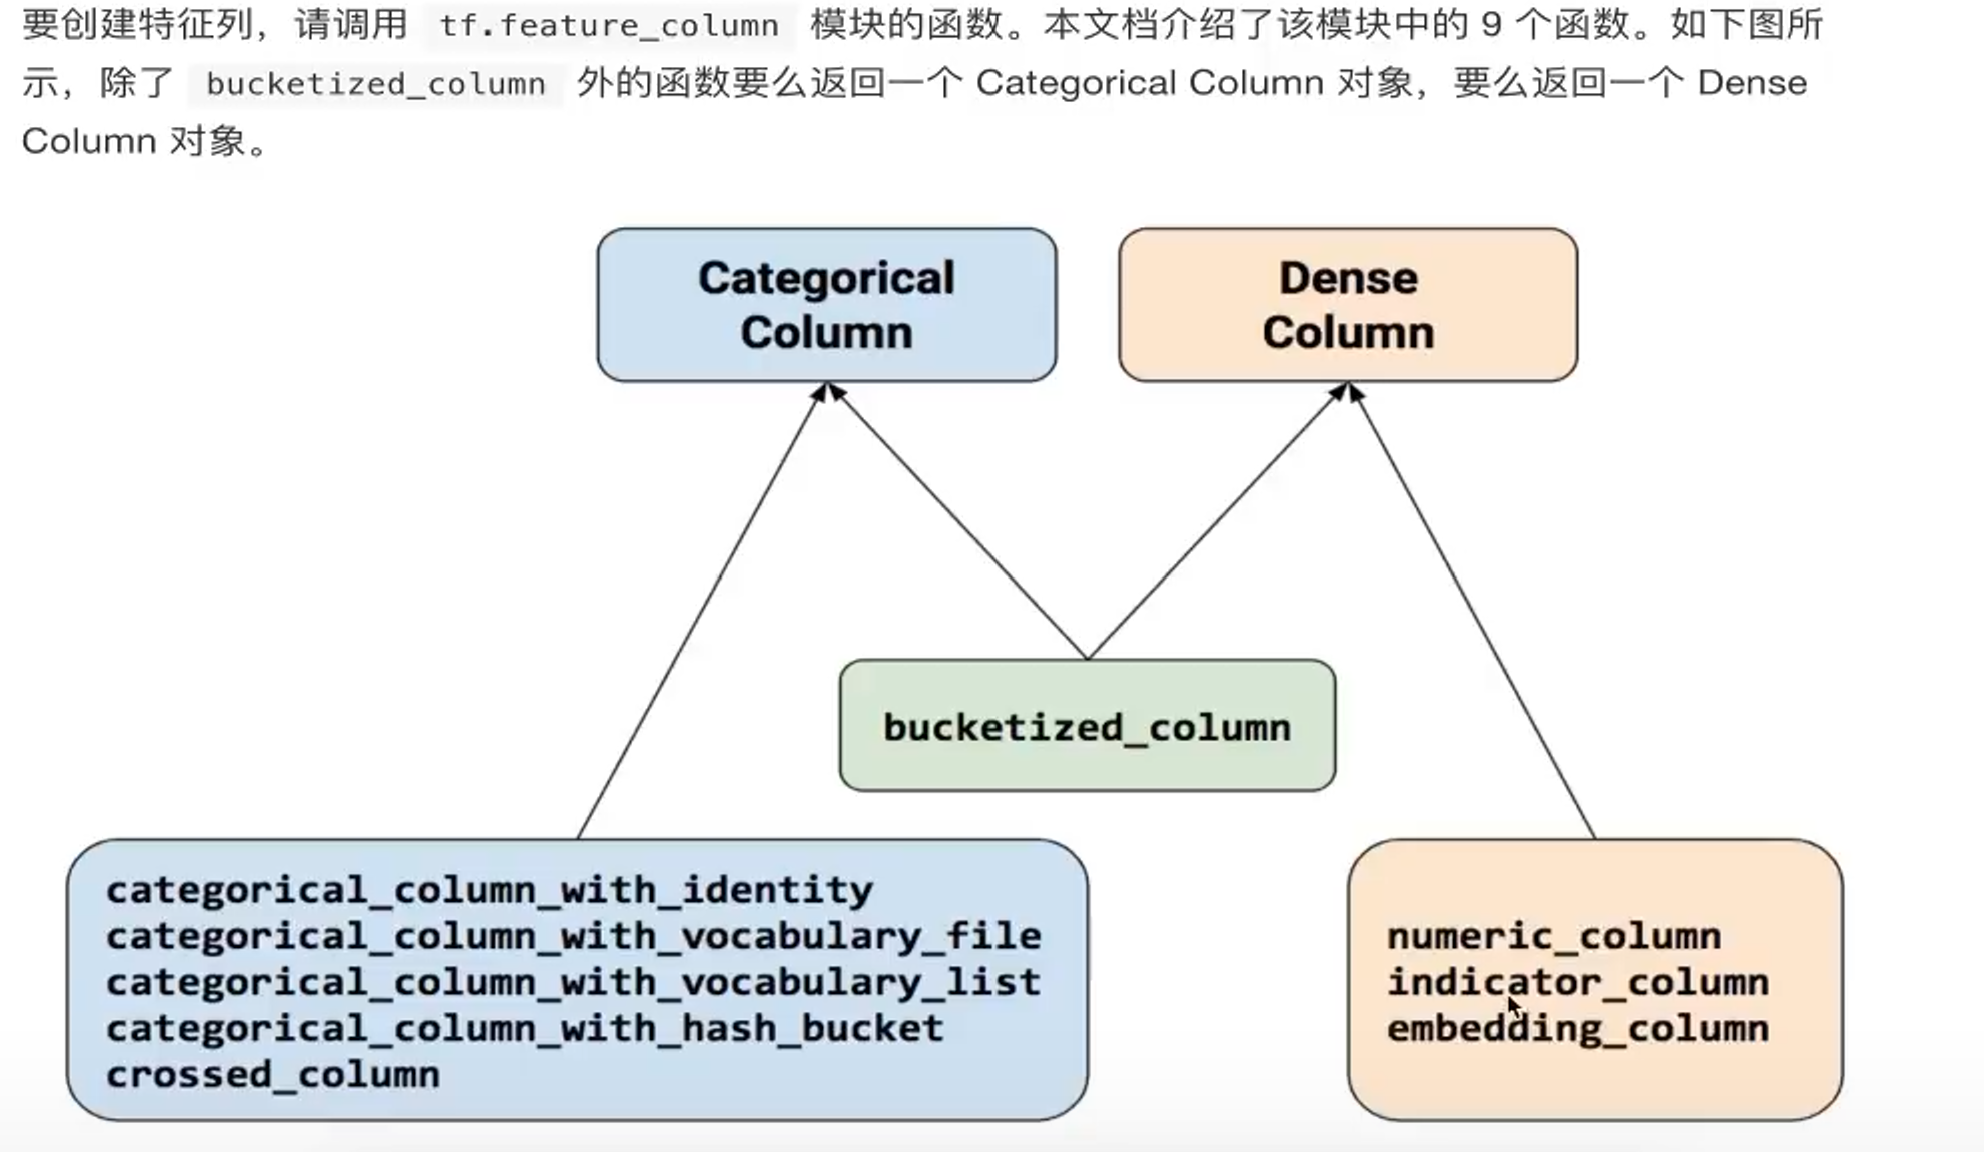 要创建特征列，请调用 tf.feature_column 模块的函数。本文档介绍了该模块中的 9 个函数。如下图所
示，除了 bucketized_column 外的函数要么返回一个 Categorical Column 对象，要么返回一个 Dense
Column 对象。
Categorical
Column
Dense
Column
bucketized_column
categorical_column_with_identity
categorical_column_with_vocabulary_file
categorical_column_with_vocabulary_list
categorical_column_with_hash_bucket
crossed_column
numeric_column
indicator_column
embedding_column